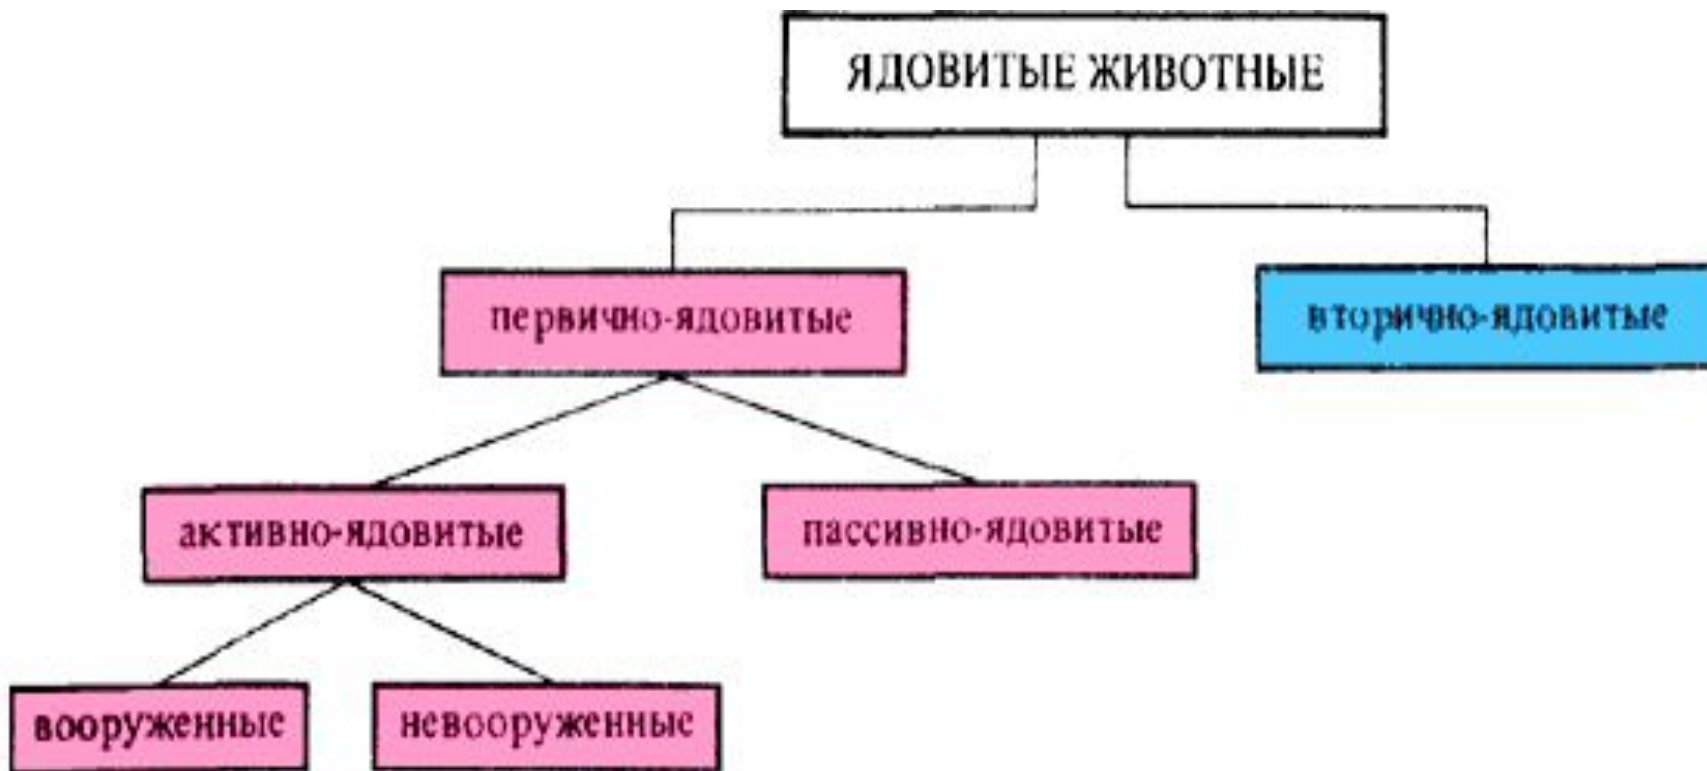 ЯДОВИТЫЕ ЖИВОТНЫЕ
первично-ядовитые
вторично-ядовитые
активно-ядовитые
пассивно-ядовитые
вооруженные
невооруженные